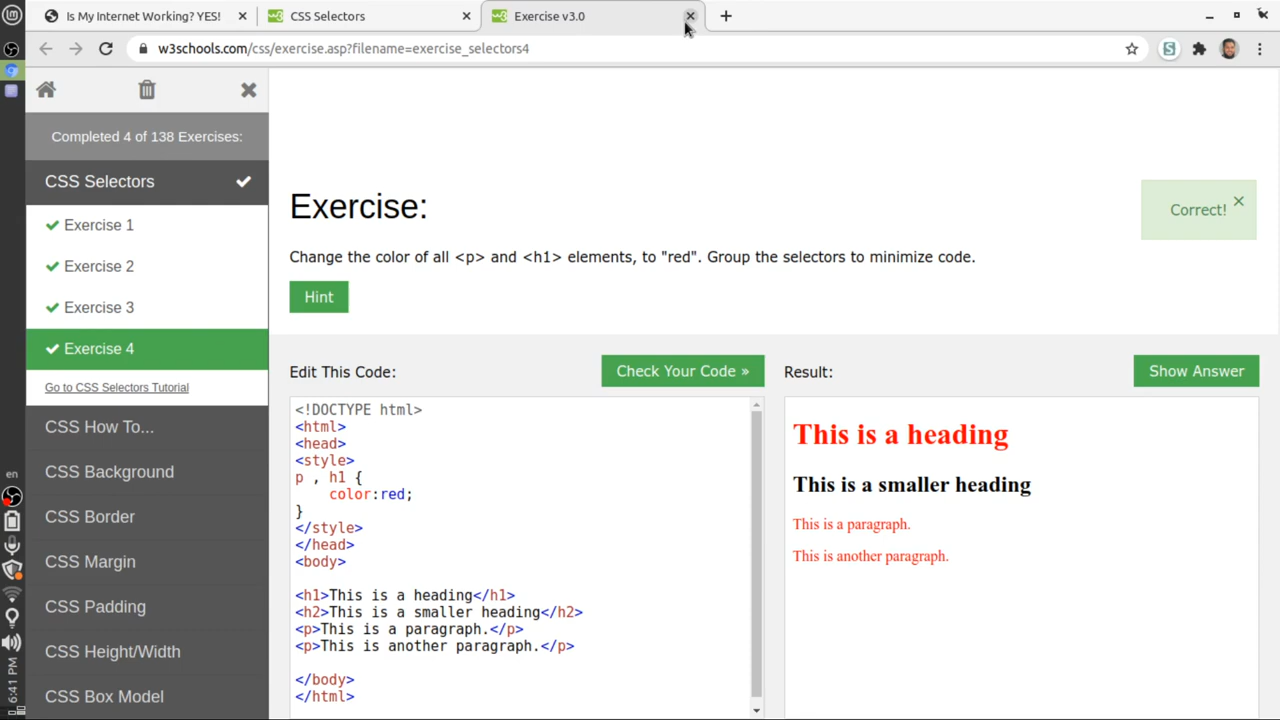 Is My Internet Working? YES!
CSS Selectors
Exercise v3.0
w3schools.com/css/exercise.asp?filename=exercise_selectors4
Completed 4 of 138 Exercises:
CSS Selectors
Exercise 1
Exercise 2
Exercise 3
Exercise 4
Go to CSS Selectors Tutorial
CSS How To...
CSS Background
CSS Border
CSS Margin
CSS Padding
CSS Height/Width
CSS Box Model
Exercise:
Correct!
Change the color of all <p> and <h1> elements, to "red". Group the selectors to minimize code.
Hint
Edit This Code:
Check Your Code »
<!DOCTYPE html>
<html>
<head>
<style>
p , h1 {
    color:red;
}
</style>
</head>
<body>
<h1>This is a heading</h1>
<h2>This is a smaller heading</h2>
<p>This is a paragraph.</p>
<p>This is another paragraph.</p>
</body>
</html>
Result:
Show Answer
This is a heading
This is a smaller heading
This is a paragraph.
This is another paragraph.
en
6:41 PM